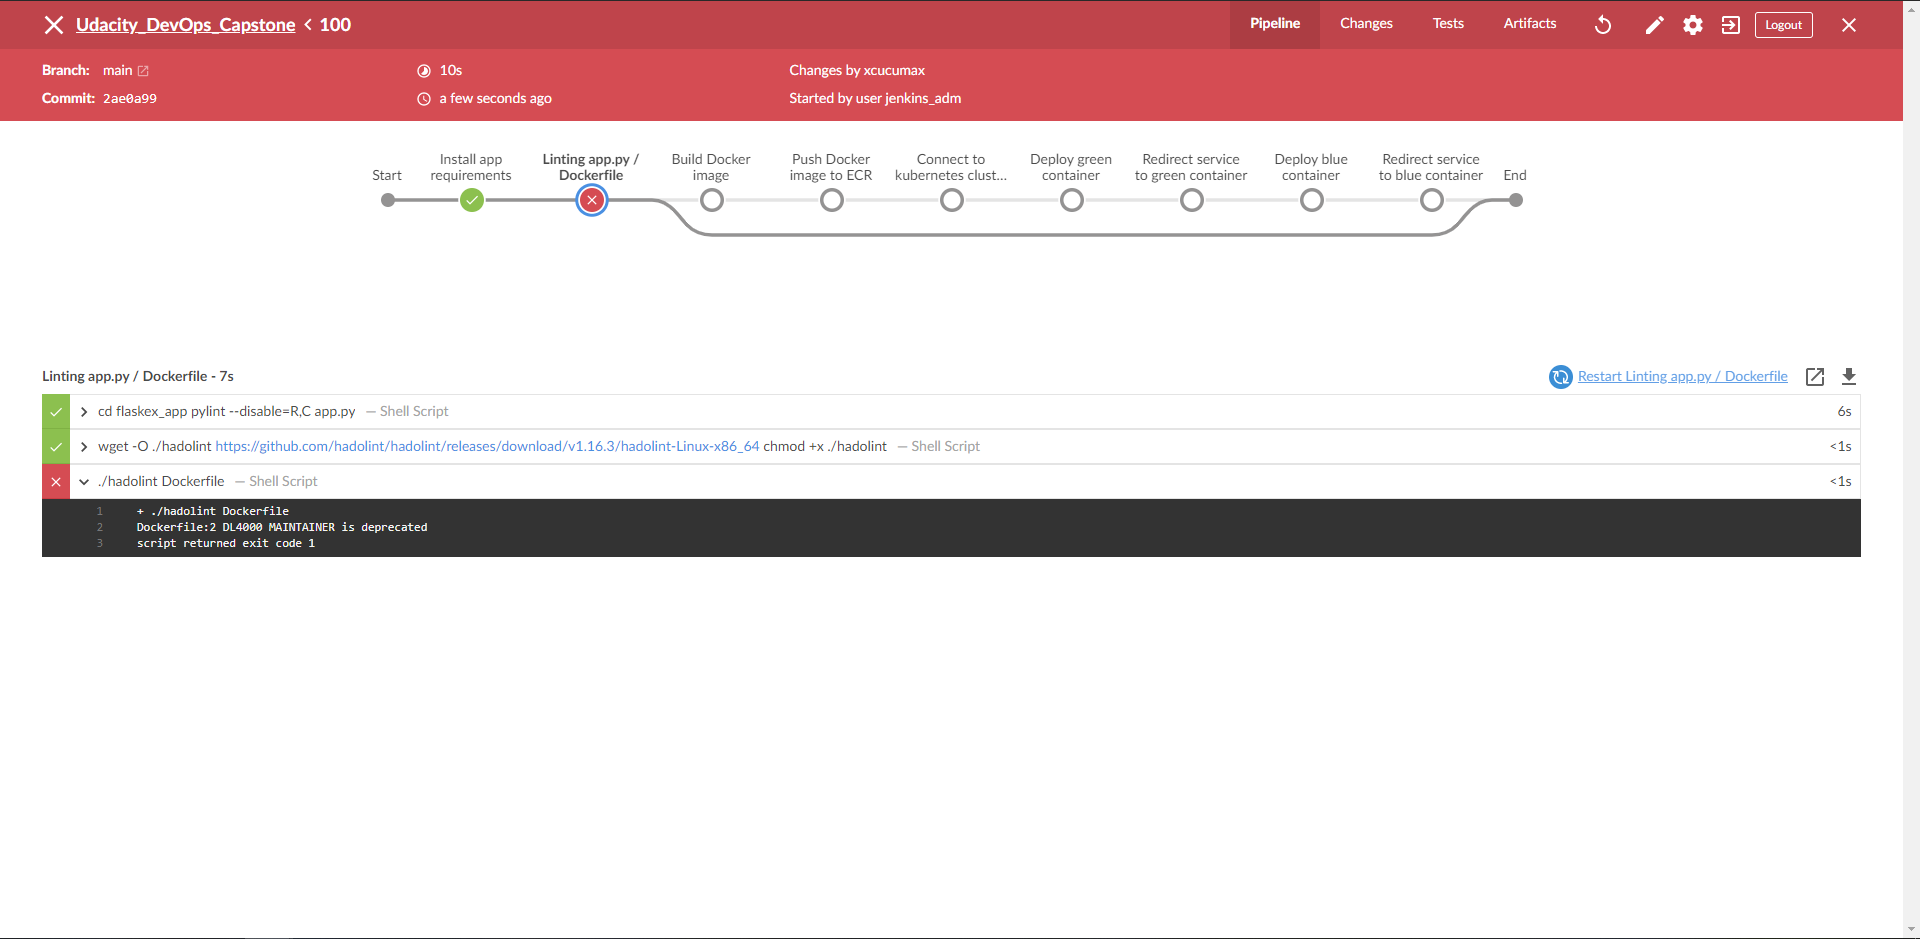 Udacity_DevOps_Capstone < 100
Pipeline
Changes
Tests
Artifacts
Logout
Branch: main
10s
Changes by xcucumax
Commit: 2ae0a99
a few seconds ago
Started by user jenkins_adm
Start
Install app
requirements
Linting app.py /
Dockerfile
Build Docker
image
Push Docker
image to ECR
Connect to
kubernetes clust...
Deploy green
container
Redirect service
to green container
Deploy blue
container
Redirect service
to blue container
End
Linting app.py / Dockerfile - 7s
Restart Linting app.py / Dockerfile
cd flaskex_app pylint --disable=R,C app.py — Shell Script 6s
wget -O ./hadolint https://github.com/hadolint/hadolint/releases/download/v1.16.3/hadolint-Linux-x86_64 chmod +x ./hadolint — Shell Script <1s
./hadolint Dockerfile — Shell Script <1s
1 + ./hadolint Dockerfile
2 Dockerfile:2 DL4000 MAINTAINER is deprecated
3 script returned exit code 1